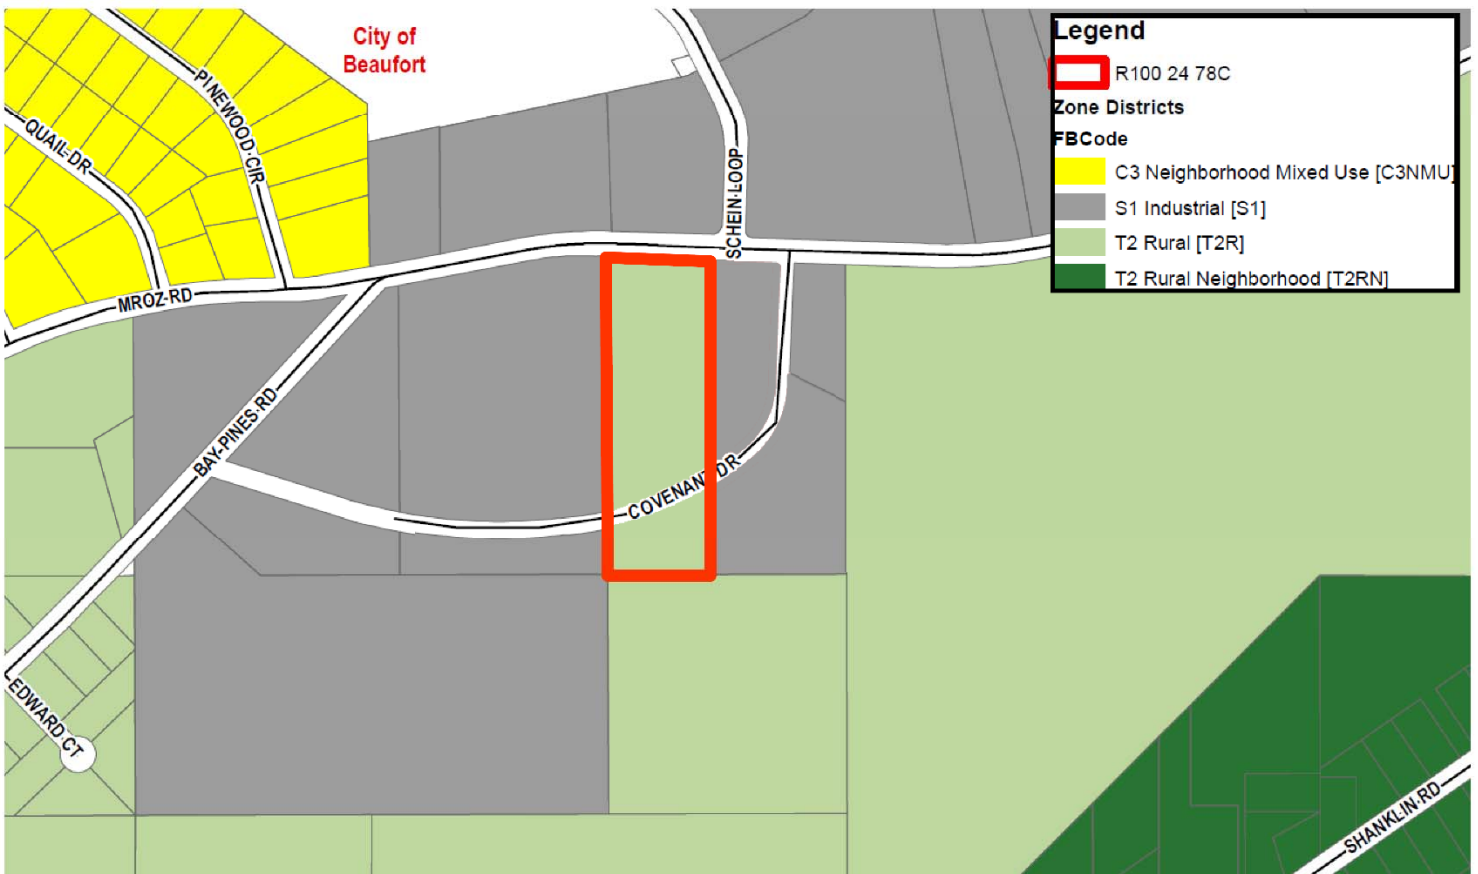 City of
Beaufort
Legend
R100 24 78C
Zone Districts
FBCode
C3 Neighborhood Mixed Use [C3NMU]
S1 Industrial [S1]
T2 Rural [T2R]
T2 Rural Neighborhood [T2RN]
PINEWOOD CIR
QUAIL DR
SCHEIN LOOP
MROZ RD
BAY PINES RD
COVENANT DR
EDWARD CT
SHANKLIN RD